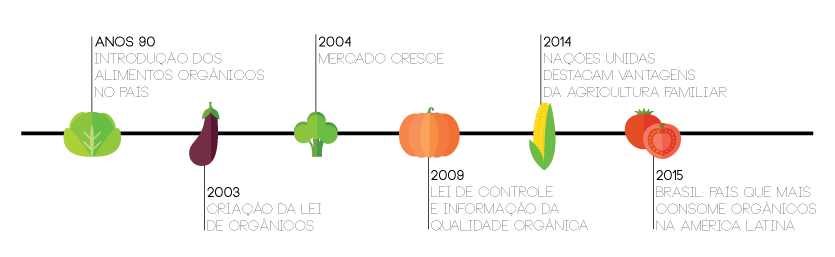 ANOS 90
INTRODUÇÃO DOS
ALIMENTOS ORGÂNICOS
NO PAÍS
2003
CRIAÇÃO DA LEI
DE ORGÂNICOS
2004
MERCADO CRESCE
2009
LEI DE CONTROLE
E INFORMAÇÃO DA
QUALIDADE ORGÂNICA
2014
NAÇÕES UNIDAS
DESTACAM VANTAGENS
DA AGRICULTURA FAMILIAR
2015
BRASIL: PAÍS QUE MAIS
CONSOME ORGÂNICOS
NA AMÉRICA LATINA